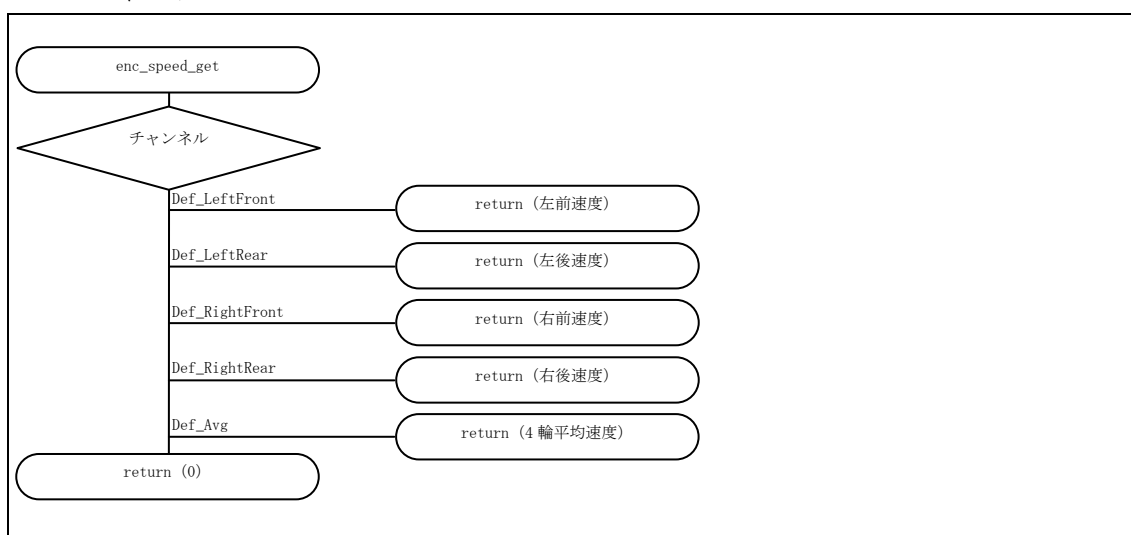 enc_speed_get
チャンネル
Def_LeftFront
return (左前速度)
Def_LeftRear
return (左後速度)
Def_RightFront
return (右前速度)
Def_RightRear
return (右後速度)
Def_Avg
return (4 輪平均速度)
return (0)